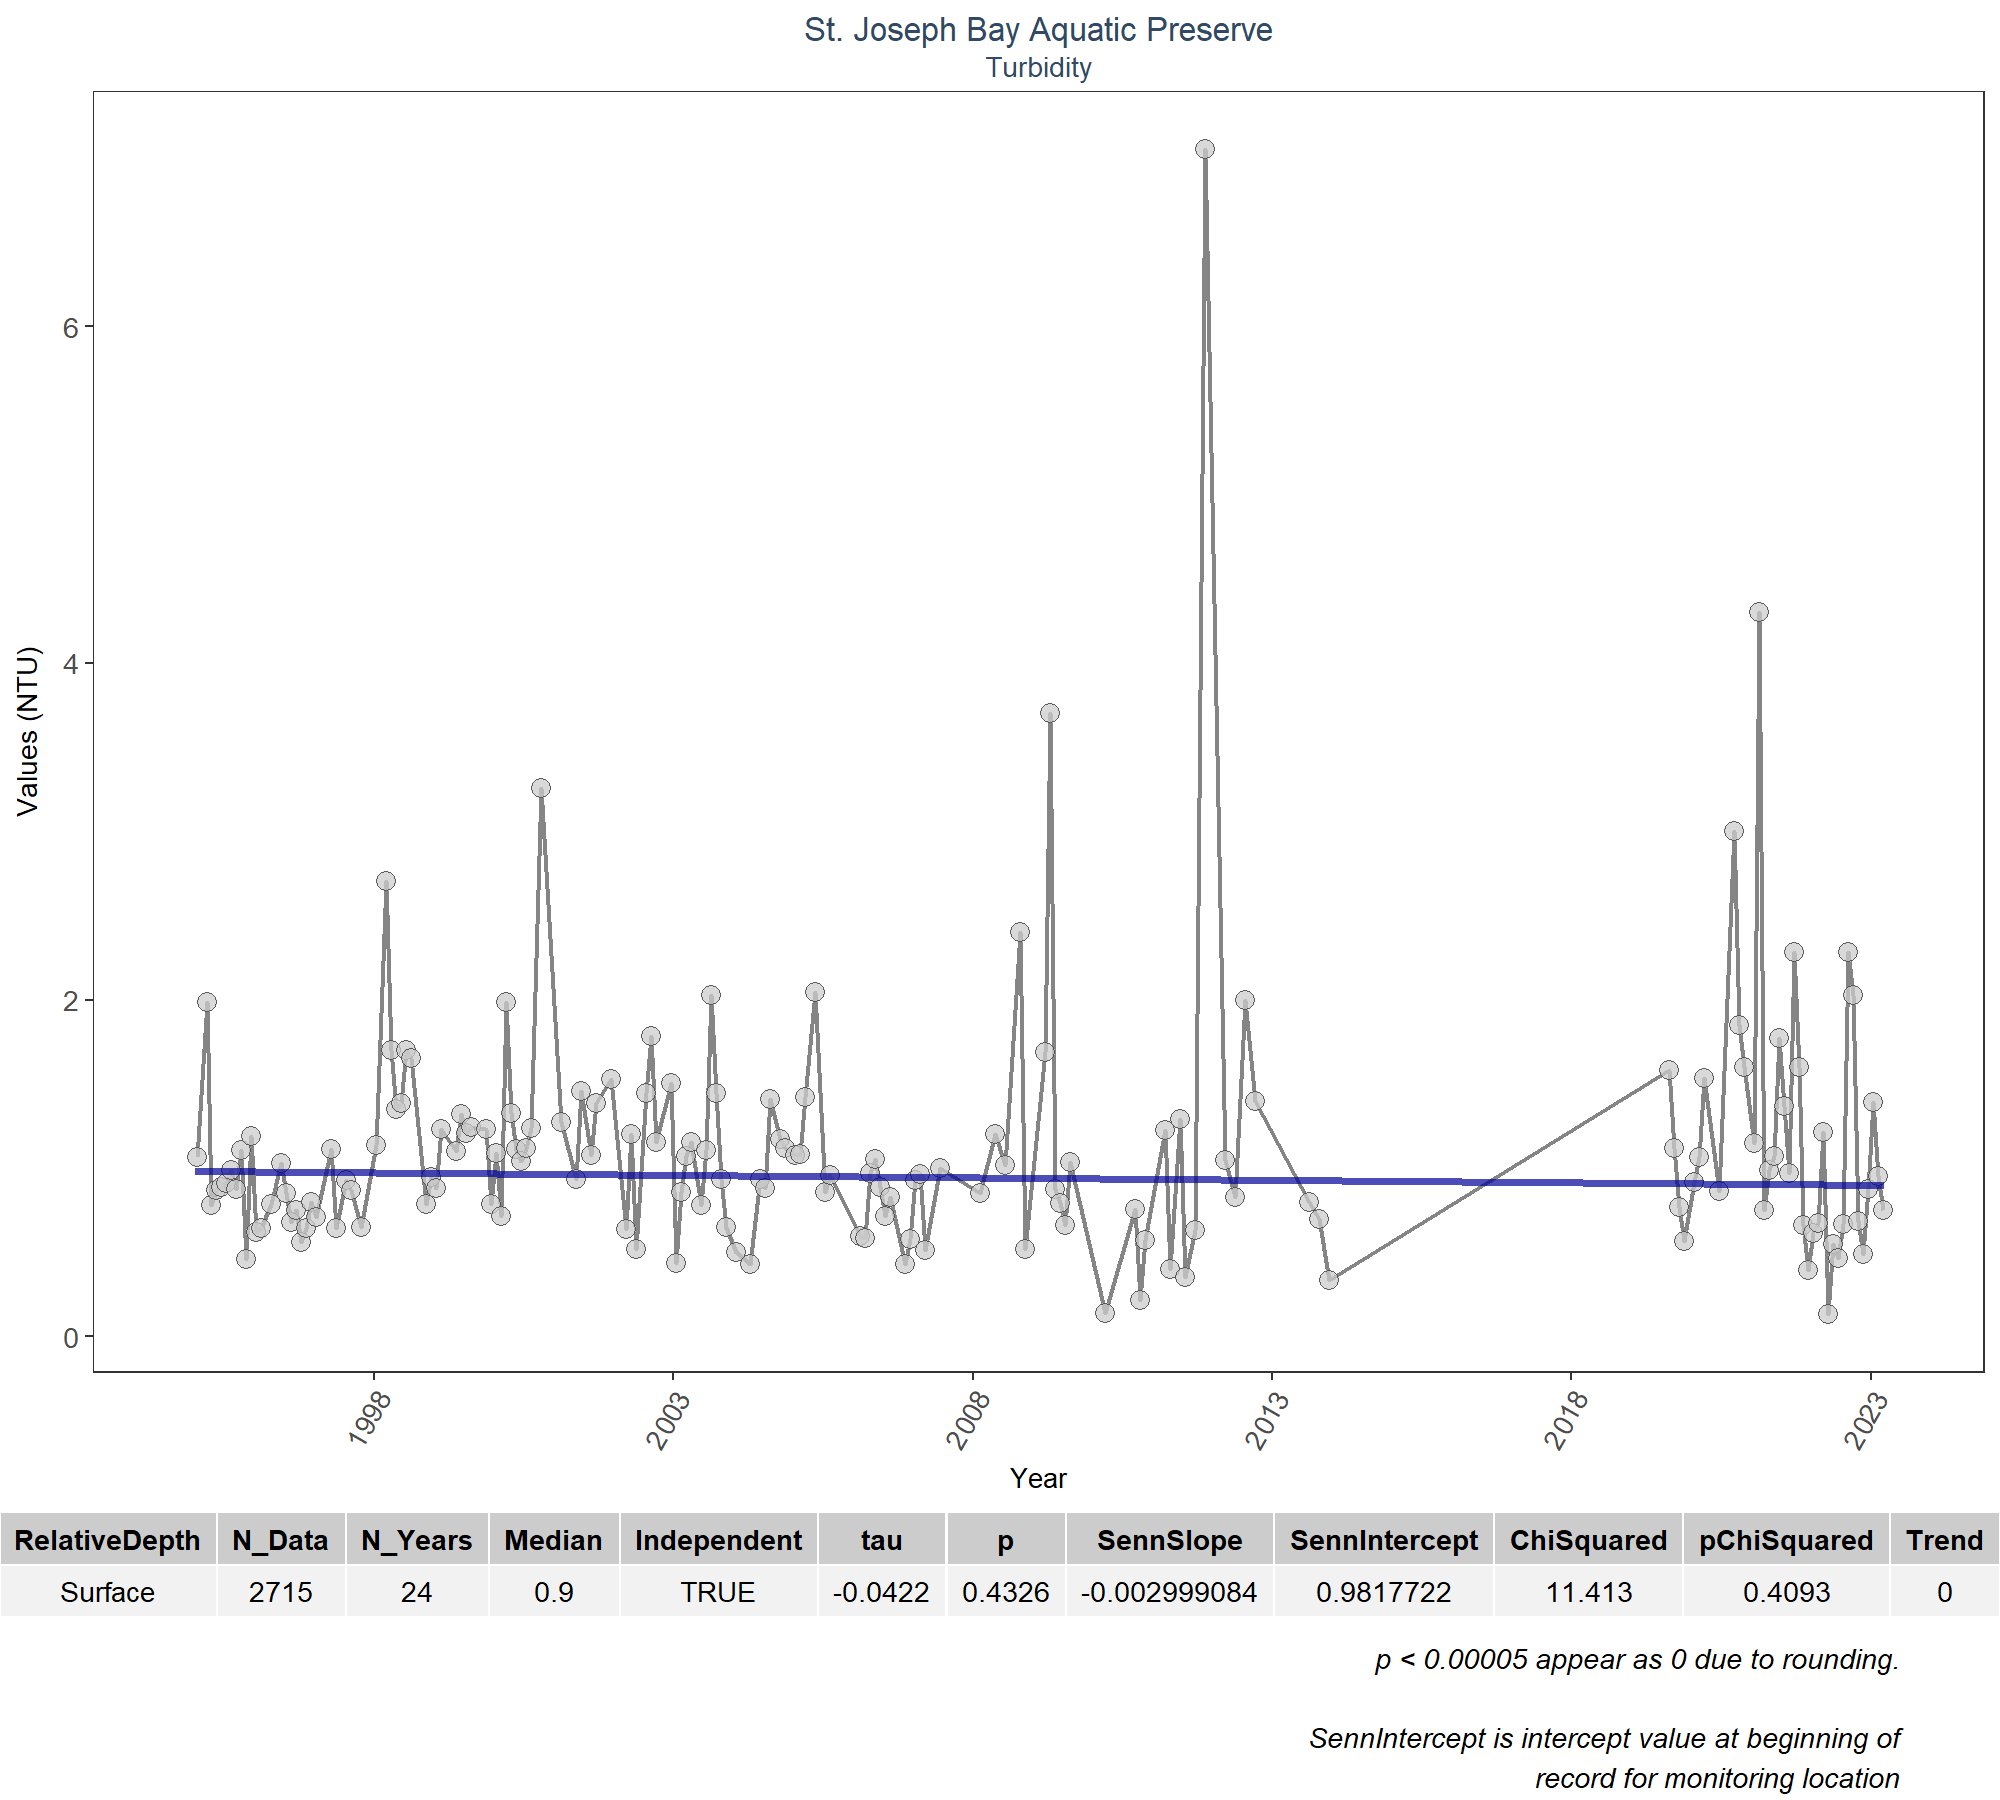 St. Joseph Bay Aquatic Preserve
Turbidity
Values (NTU)
6
4
2
0
1998 2003 2008 2013 2018 2023
Year
RelativeDepth N_Data N_Years Median Independent tau p SennSlope SennIntercept ChiSquared pChiSquared Trend
Surface 2715 24 0.9 TRUE -0.0422 0.4326 -0.002999084 0.9817722 11.413 0.4093 0
p < 0.00005 appear as 0 due to rounding.
SennIntercept is intercept value at beginning of
record for monitoring location